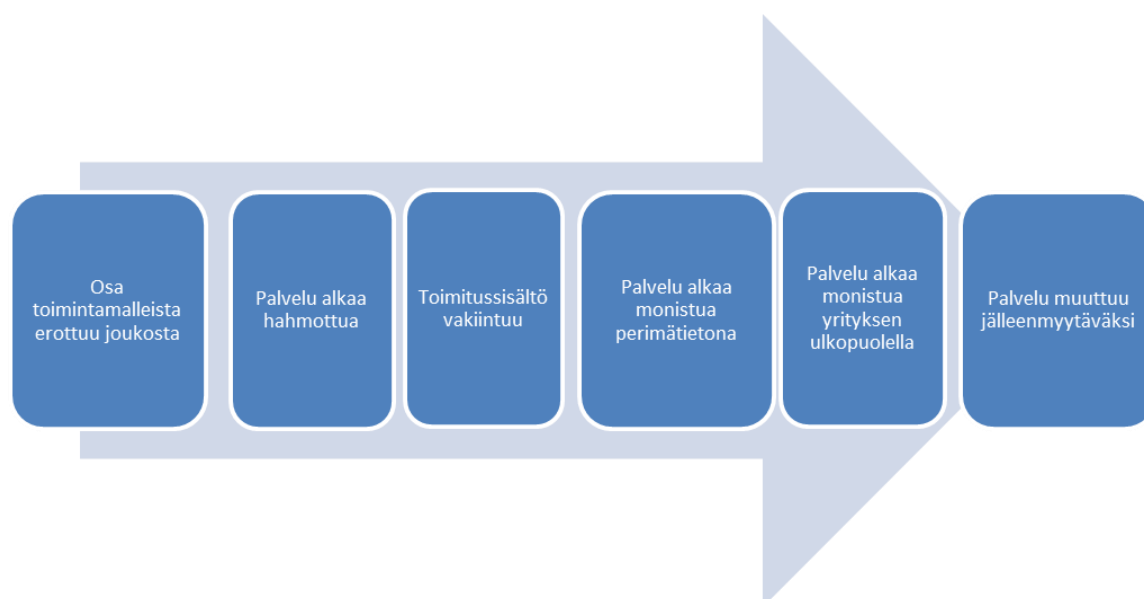 Osa
toimintamalleista
erottuu joukosta
Palvelu alkaa
hahmottua
Toimitussisältö
vakiintuu
Palvelu alkaa
monistua
perimätietona
Palvelu alkaa
monistua
yrityksen
ulkopuolella
Palvelu muuttuu
jälleenmyytäväksi